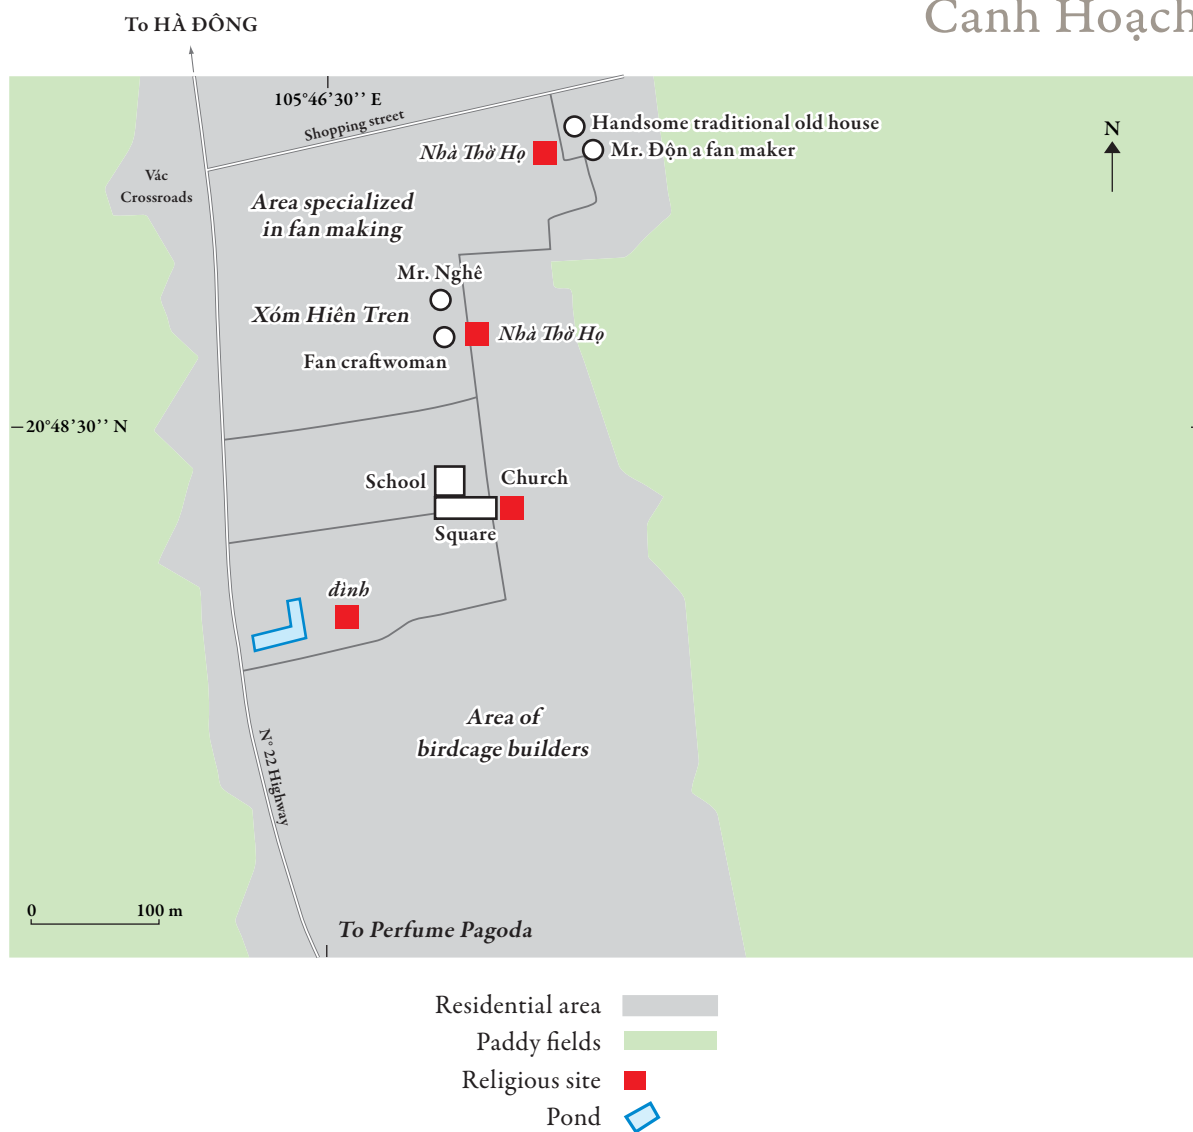 Canh Hoạch
To HÀ ĐÔNG
105°46’30’’ E
Shopping street
Handsome traditional old house
N
Nhà Thờ Họ
Mr. Độn a fan maker
Vác
Crossroads
Area specialized
in fan making
Mr. Nghê
Xóm Hiên Tren
Nhà Thờ Họ
Fan craftwoman
20°48’30’’ N
School
Church
Square
đình
Area of
birdcage builders
N° 22 Highway
0 100 m
To Perfume Pagoda
Residential area
Paddy fields
Religious site
Pond